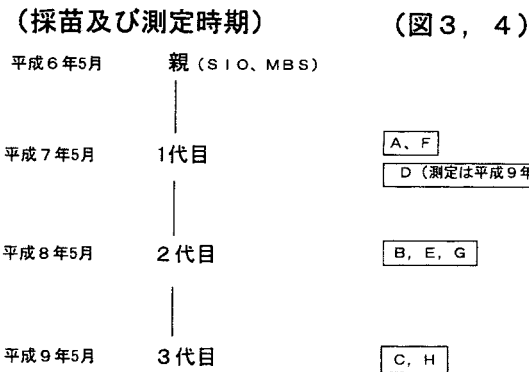 (採苗及び測定時期) (図3, 4)
平成6年5月 親(SIO、MBS)
平成7年5月 1代目 A、F
D(測定は平成9年
平成8年5月 2代目 B, E, G
平成9年5月 3代目 C, H